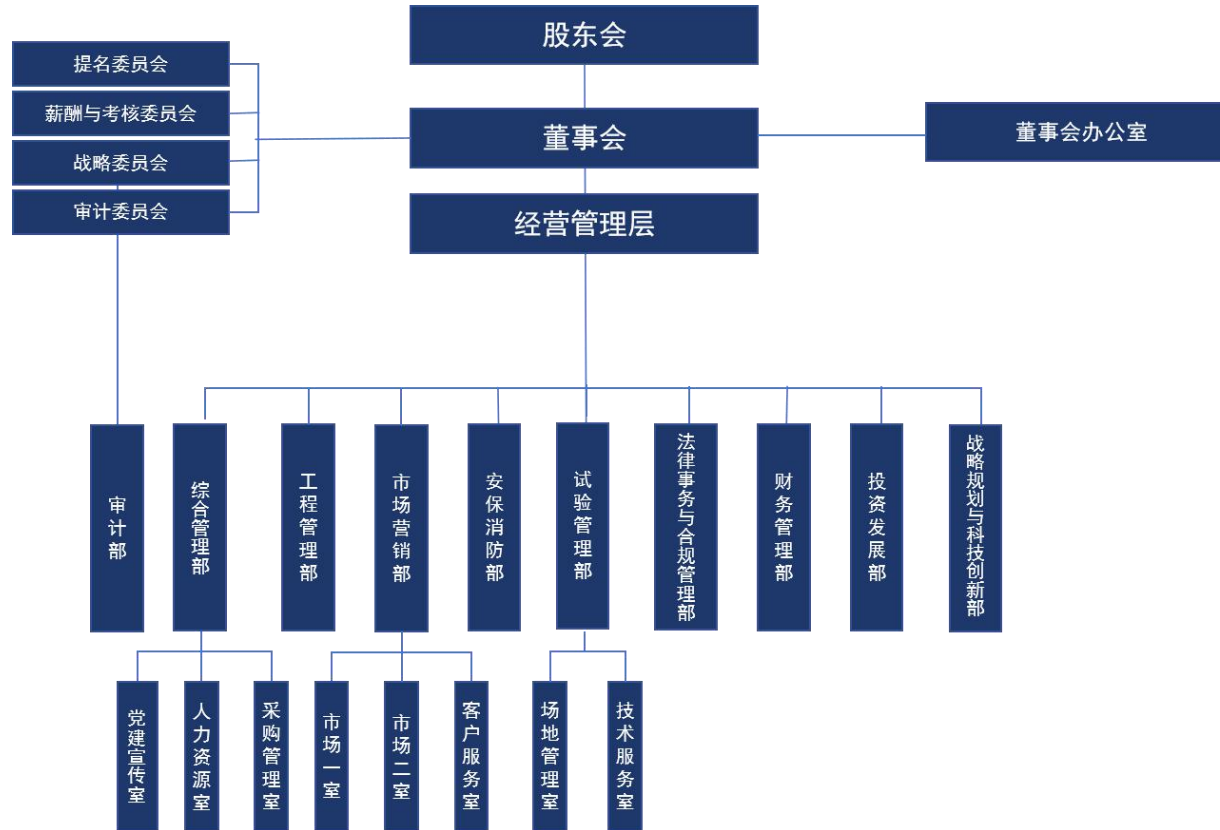 股东会
提名委员会
薪酬与考核委员会
董事会
董事会办公室
战略委员会
审计委员会
经营管理层
审计部
综合管理部
工程管理部
市场营销部
安保消防部
试验管理部
法律事务与合规管理部
财务管理部
投资发展部
战略规划与科技创新部
党建宣传室
人力资源室
采购管理室
市场一室
市场二室
客户服务室
场地管理室
技术服务室